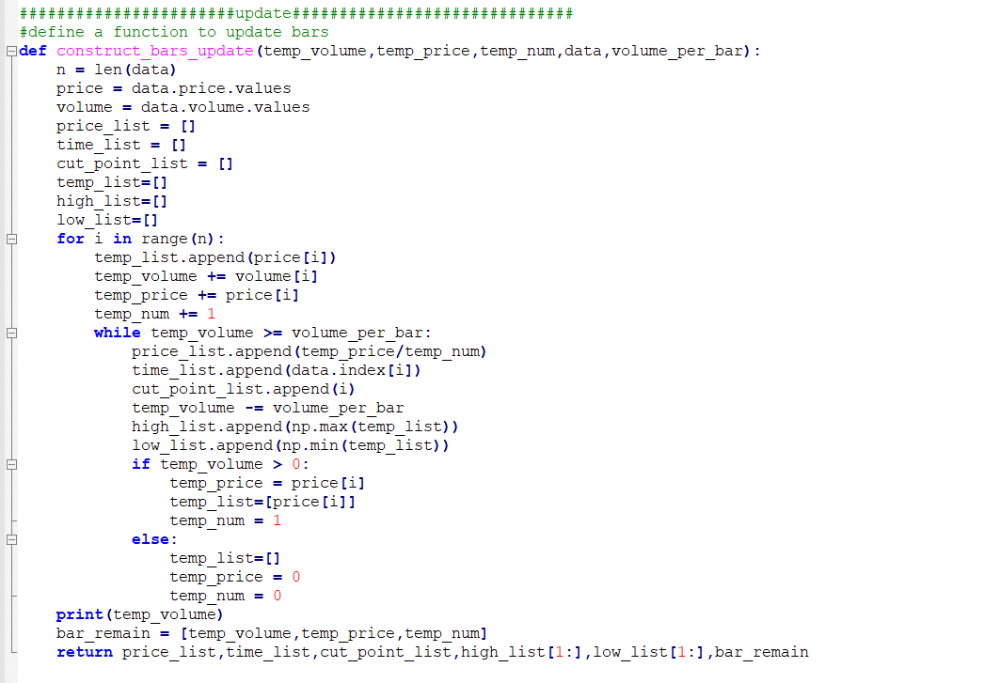 #######################update##############################
#define a function to update bars
def construct_bars_update(temp_volume,temp_price,temp_num,data,volume_per_bar):
    n = len(data)
    price = data.price.values
    volume = data.volume.values
    price_list = []
    time_list = []
    cut_point_list = []
    temp_list=[]
    high_list=[]
    low_list=[]
    for i in range(n):
        temp_list.append(price[i])
        temp_volume += volume[i]
        temp_price += price[i]
        temp_num += 1
        while temp_volume >= volume_per_bar:
            price_list.append(temp_price/temp_num)
            time_list.append(data.index[i])
            cut_point_list.append(i)
            temp_volume -= volume_per_bar
            high_list.append(np.max(temp_list))
            low_list.append(np.min(temp_list))
            if temp_volume > 0:
                temp_price = price[i]
                temp_list=[price[i]]
                temp_num = 1
            else:
                temp_list=[]
                temp_price = 0
                temp_num = 0
    print(temp_volume)
    bar_remain = [temp_volume,temp_price,temp_num]
    return price_list,time_list,cut_point_list,high_list[1:],low_list[1:],bar_remain